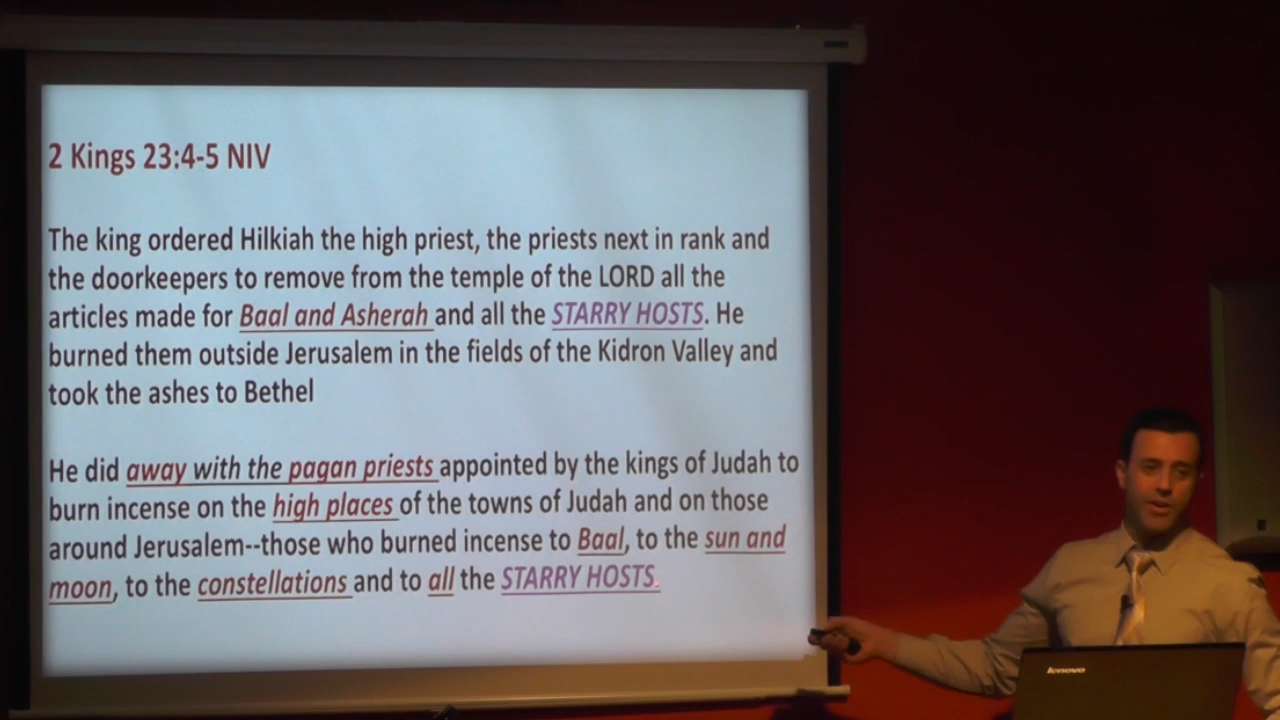 2 Kings 23:4-5 NIV
The king ordered Hilkiah the high priest, the priests next in rank and
the doorkeepers to remove from the temple of the LORD all the
articles made for Baal and Asherah and all the STARRY HOSTS. He
burned them outside Jerusalem in the fields of the Kidron Valley and
took the ashes to Bethel
He did away with the pagan priests appointed by the kings of Judah to
burn incense on the high places of the towns of Judah and on those
around Jerusalem--those who burned incense to Baal, to the sun and
moon, to the constellations and to all the STARRY HOSTS.
lenovo